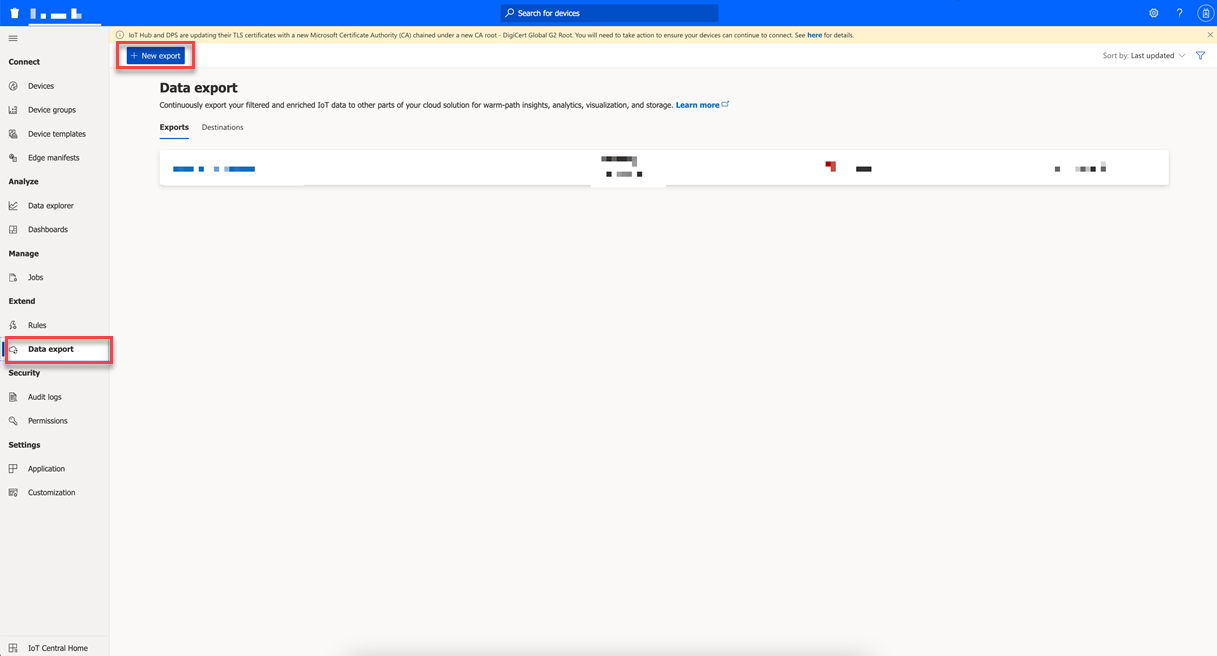 Search for devices
?
IoT Hub and DPS are updating their TLS certificates with a new Microsoft Certificate Authority (CA) chained under a new CA root - DigiCert Global G2 Root. You will need to take action to ensure your devices can continue to connect. See here for details.
+ New export
Sort by: Last updated
Connect
Devices
Device groups
Device templates
Edge manifests
Analyze
Data explorer
Dashboards
Manage
Jobs
Extend
Rules
Data export
Security
Audit logs
Permissions
Settings
Application
Customization
IoT Central Home
Data export
Continuously export your filtered and enriched IoT data to other parts of your cloud solution for warm-path insights, analytics, visualization, and storage. Learn more
Exports Destinations